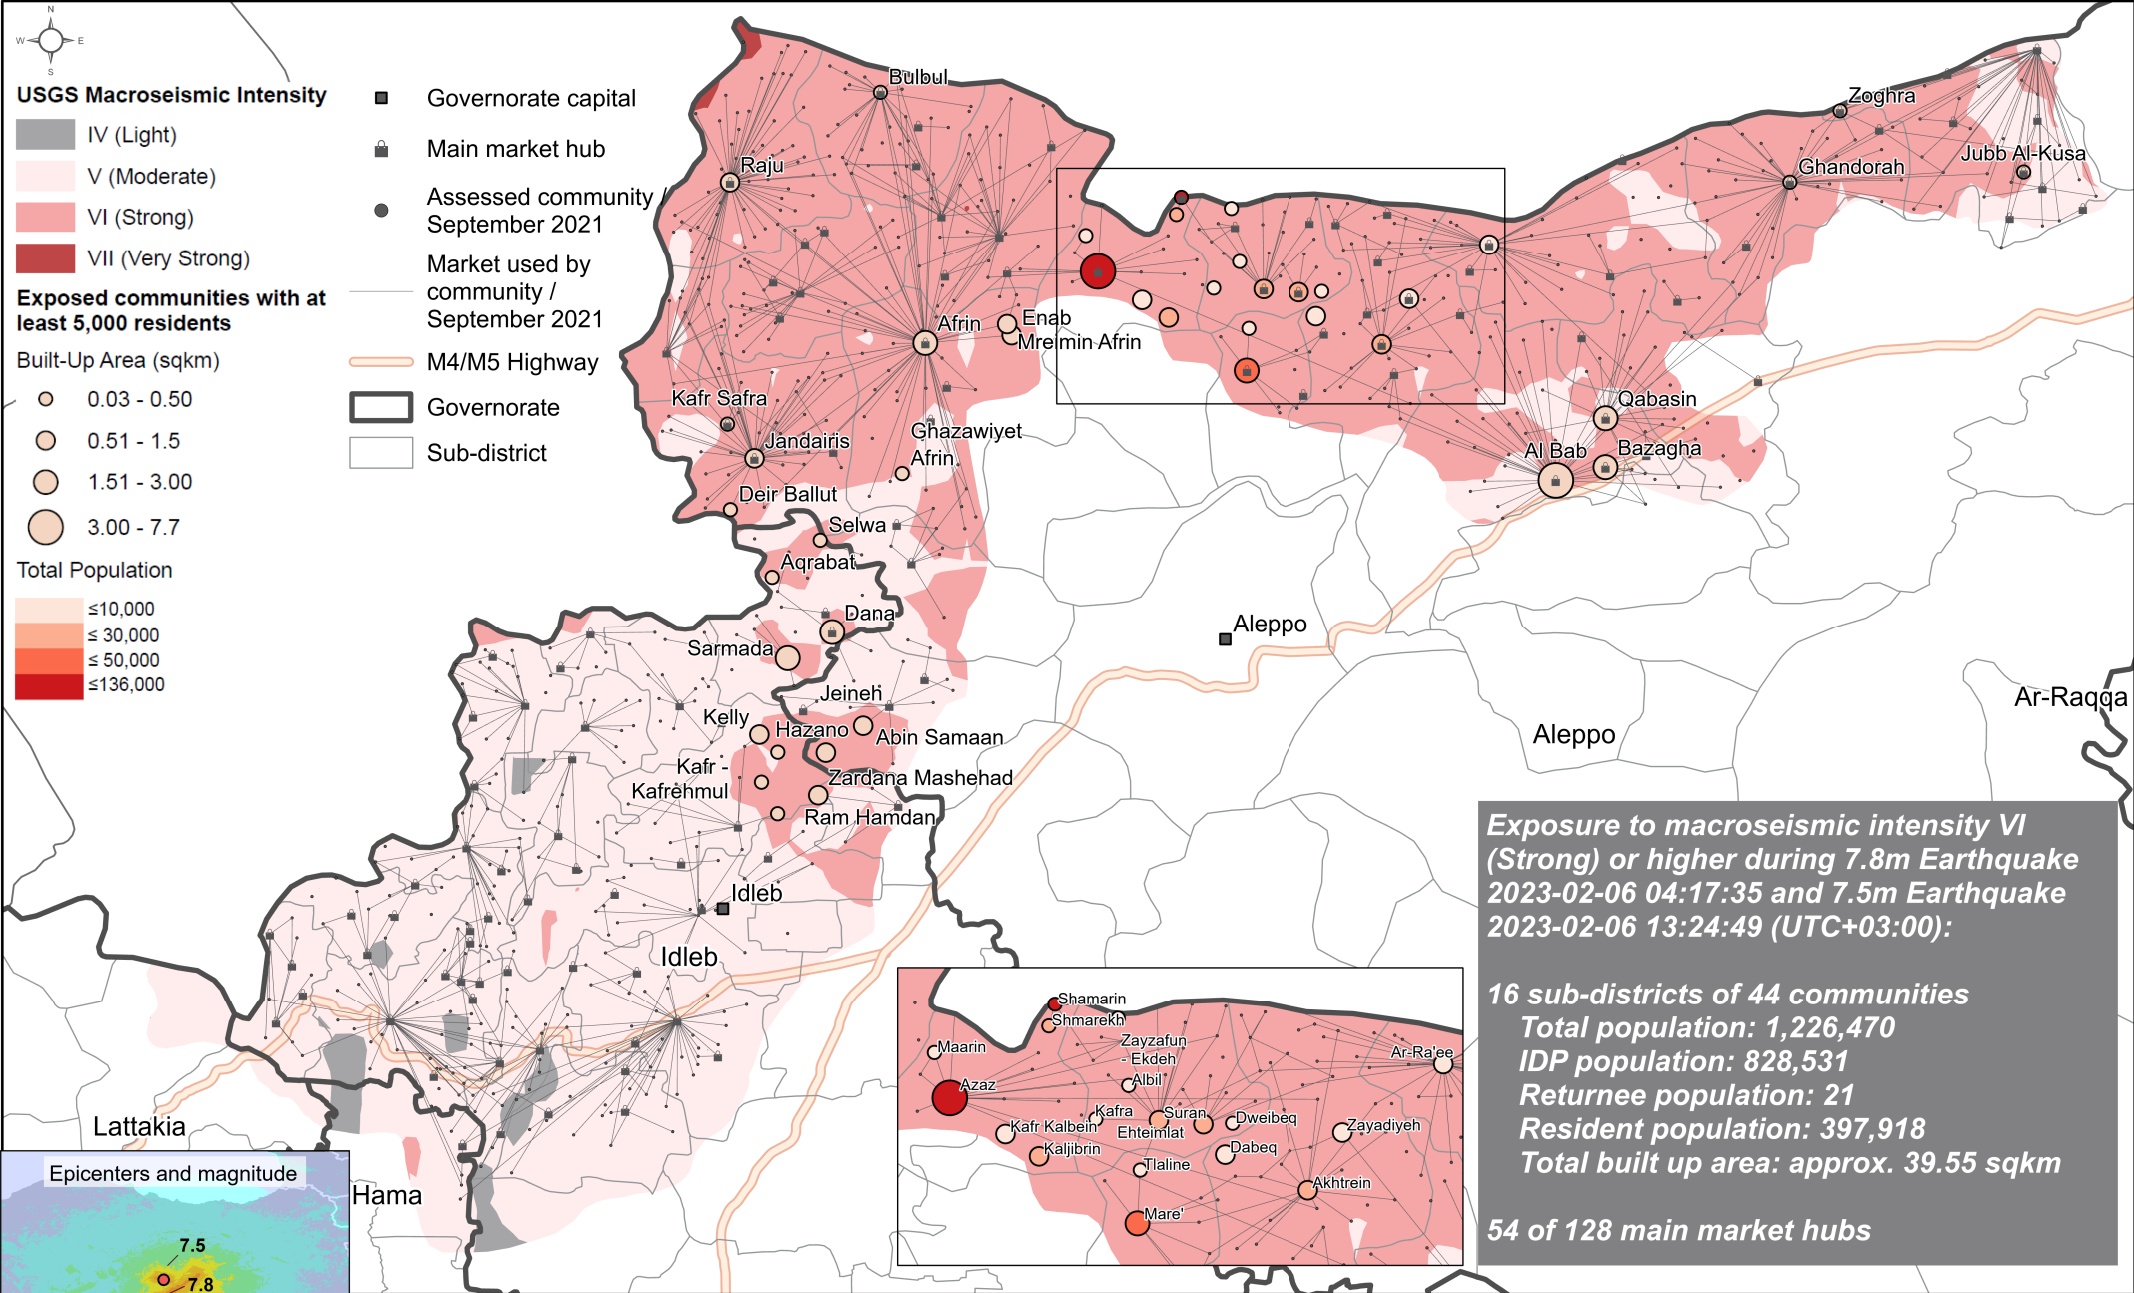 N
W
E
S
USGS Macroseismic Intensity
IV (Light)
V (Moderate)
VI (Strong)
VII (Very Strong)
Exposed communities with at
least 5,000 residents
Built-Up Area (sqkm)
0.03 - 0.50
0.51 - 1.5
1.51 - 3.00
3.00 - 7.7
Total Population
≤10,000
≤ 30,000
≤ 50,000
≤136,000
Governorate capital
Main market hub
Assessed community /
September 2021
Market used by
community /
September 2021
M4/M5 Highway
Governorate
Sub-district
Bulbul
Raju
Zoghra
Jubb Al-Kusa
Ghandorah
Afrin
Enab
Mreimin Afrin
Kafr Safra
Jandairis
Ghazawiyet
Afrin
Qabasin
Al Bab
Bazagha
Deir Ballut
Selwa
Aqrabat
Dana
Sarmada
Aleppo
Jeineh
Kelly
Hazano
Abin Samaan
Kafr -
Kafrehmul
Zardana Mashehad
Ram Hamdan
Aleppo
Ar-Raqqa
Idleb
Idleb
Lattakia
Hama
Shamarin
Shmarekh
Maarin
Zayzafun
- Ekdeh
Ar-Ra'ee
Azaz
Albil
Kafra
Suran
Dweibeq
Kafr Kalbein
Ehteimlat
Zayadiyeh
Kaljibrin
Dabeq
Tlaline
Akhtrein
Mare'
Epicenters and magnitude
7.5
7.8
Exposure to macroseismic intensity VI
(Strong) or higher during 7.8m Earthquake
2023-02-06 04:17:35 and 7.5m Earthquake
2023-02-06 13:24:49 (UTC+03:00):
16 sub-districts of 44 communities
Total population: 1,226,470
IDP population: 828,531
Returnee population: 21
Resident population: 397,918
Total built up area: approx. 39.55 sqkm
54 of 128 main market hubs